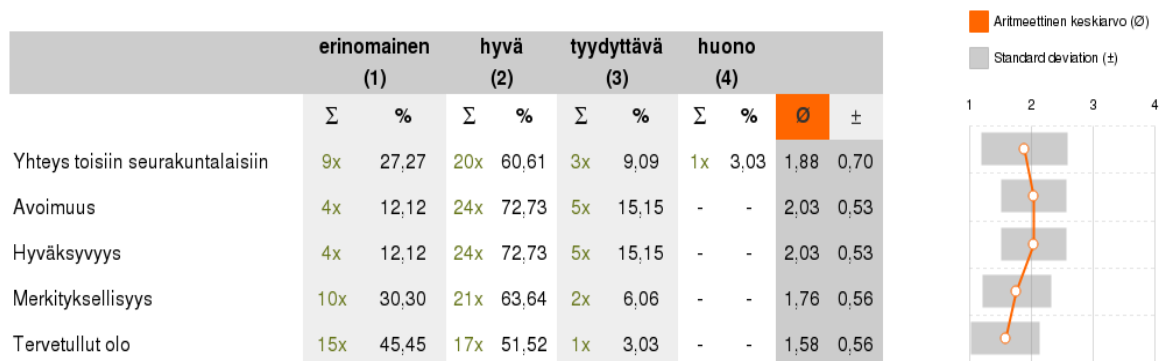 Aritmeettinen keskiarvo (Ø)
Standard deviation (±)
erinomainen hyvä tyydyttävä huono
(1) (2) (3) (4)
Σ % Σ % Σ % Σ % Ø ±
1 2 3 4
Yhteys toisiin seurakuntalaisiin 9x 27,27 20x 60,61 3x 9,09 1x 3,03 1,88 0,70
Avoimuus 4x 12,12 24x 72,73 5x 15,15 - - 2,03 0,53
Hyväksyvyys 4x 12,12 24x 72,73 5x 15,15 - - 2,03 0,53
Merkityksellisyys 10x 30,30 21x 63,64 2x 6,06 - - 1,76 0,56
Tervetullut olo 15x 45,45 17x 51,52 1x 3,03 - - 1,58 0,56